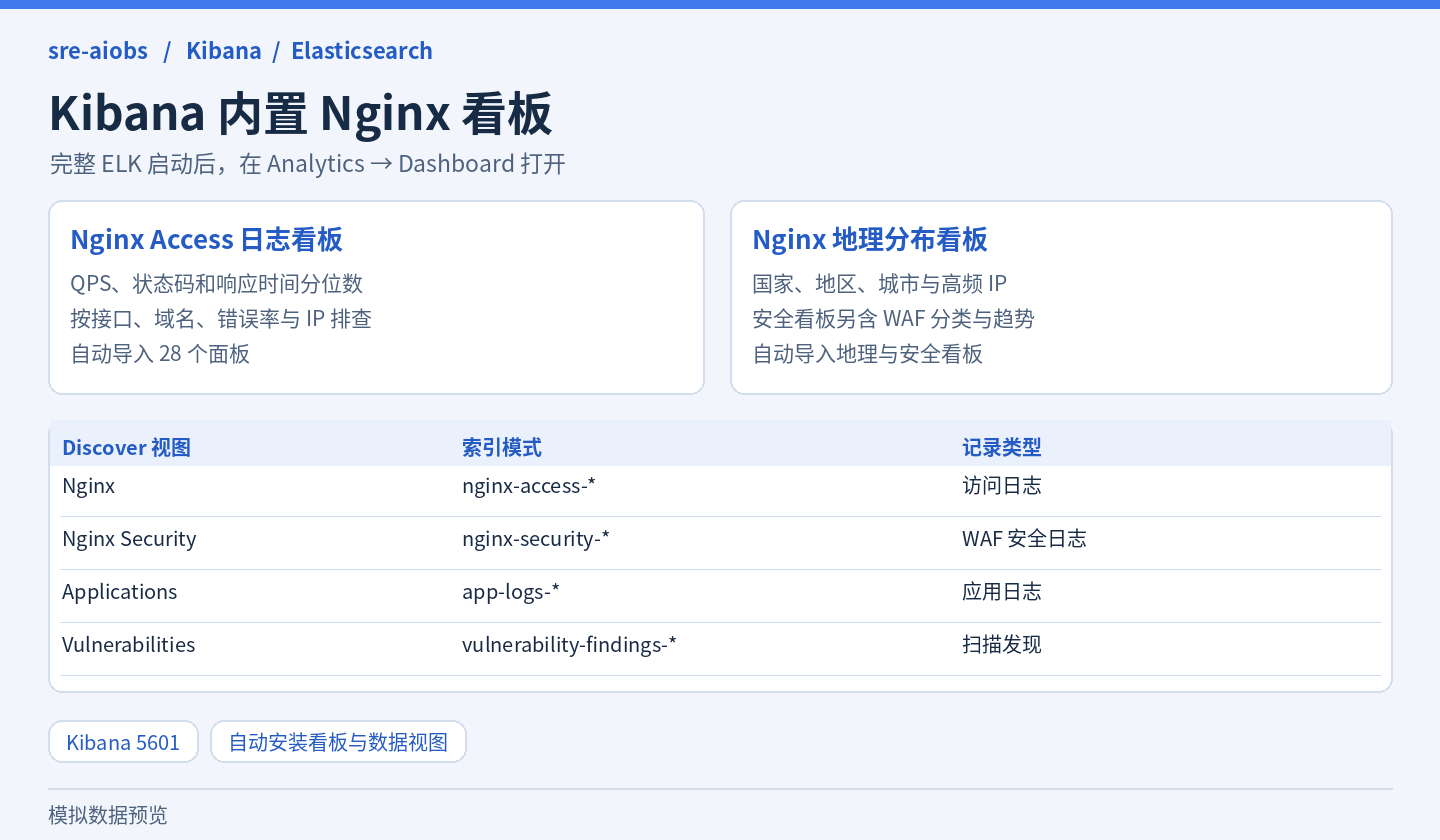 sre-aiobs / Kibana / Elasticsearch
Kibana 内置 Nginx 看板
完整 ELK 启动后，在 Analytics → Dashboard 打开
Nginx Access 日志看板
QPS、状态码和响应时间分位数
按接口、域名、错误率与 IP 排查
自动导入 28 个面板
Nginx 地理分布看板
国家、地区、城市与高频 IP
安全看板另含 WAF 分类与趋势
自动导入地理与安全看板
Discover 视图 索引模式 记录类型
Nginx nginx-access-* 访问日志
Nginx Security nginx-security-* WAF 安全日志
Applications app-logs-* 应用日志
Vulnerabilities vulnerability-findings-* 扫描发现
Kibana 5601 自动安装看板与数据视图
模拟数据预览